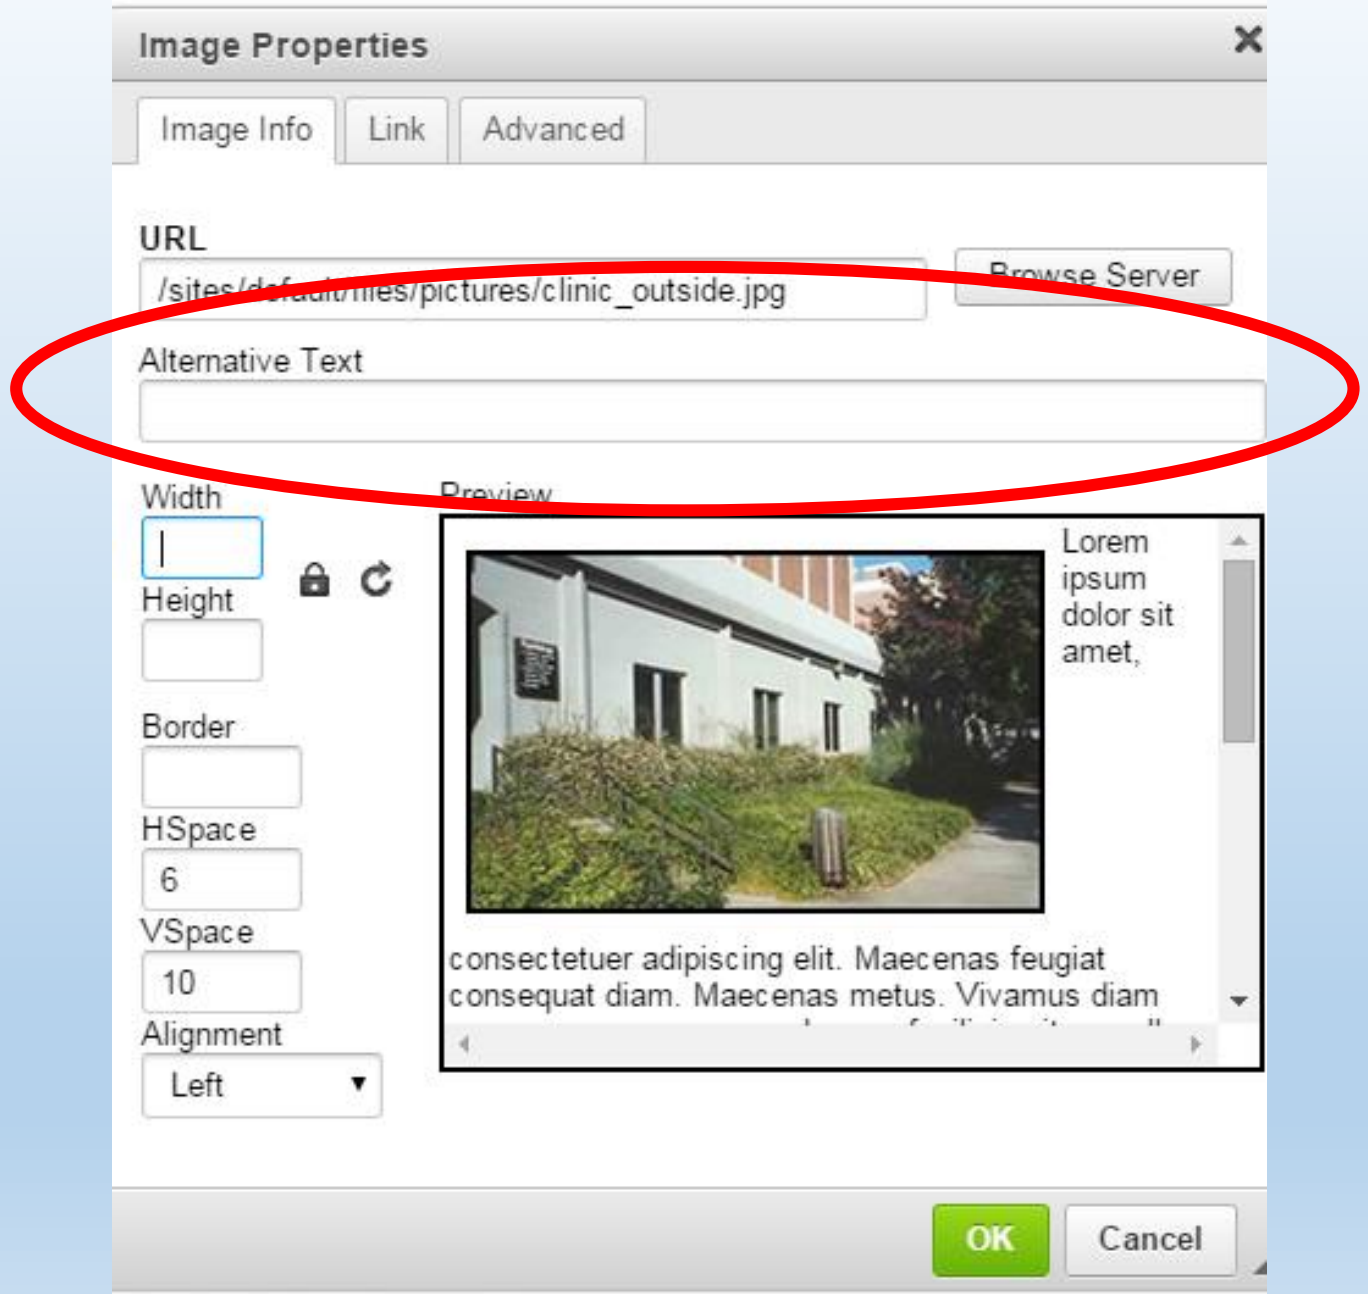 Image Properties
Image Info Link Advanced
URL
/sites/default/files/pictures/clinic_outside.jpg
Browse Server
Alternative Text
Width
Height
Border
HSpace
6
VSpace
10
Alignment
Left
Preview
Lorem
ipsum
dolor sit
amet,
consectetuer adipiscing elit. Maecenas feugiat
consequat diam. Maecenas metus. Vivamus diam
OK Cancel